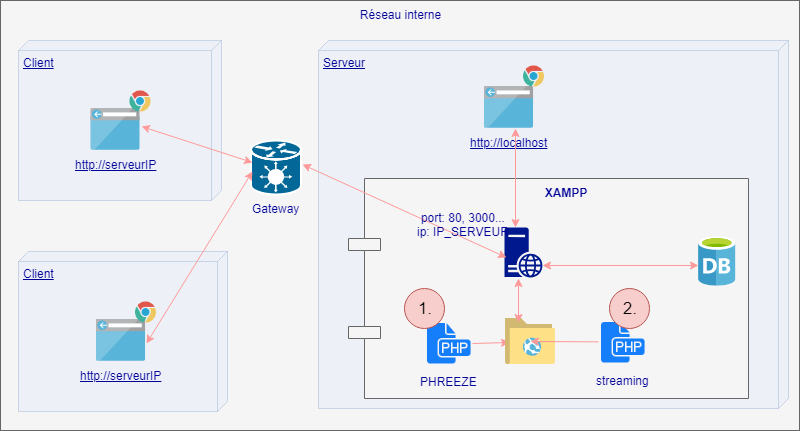 Réseau interne
Client
http://serveurIP
Client
http://serveurIP
Gateway
Serveur
http://localhost
XAMPP
port: 80, 3000...
ip: IP_SERVEUR
DB
1.
PHP
PHREEZE
2.
PHP
streaming